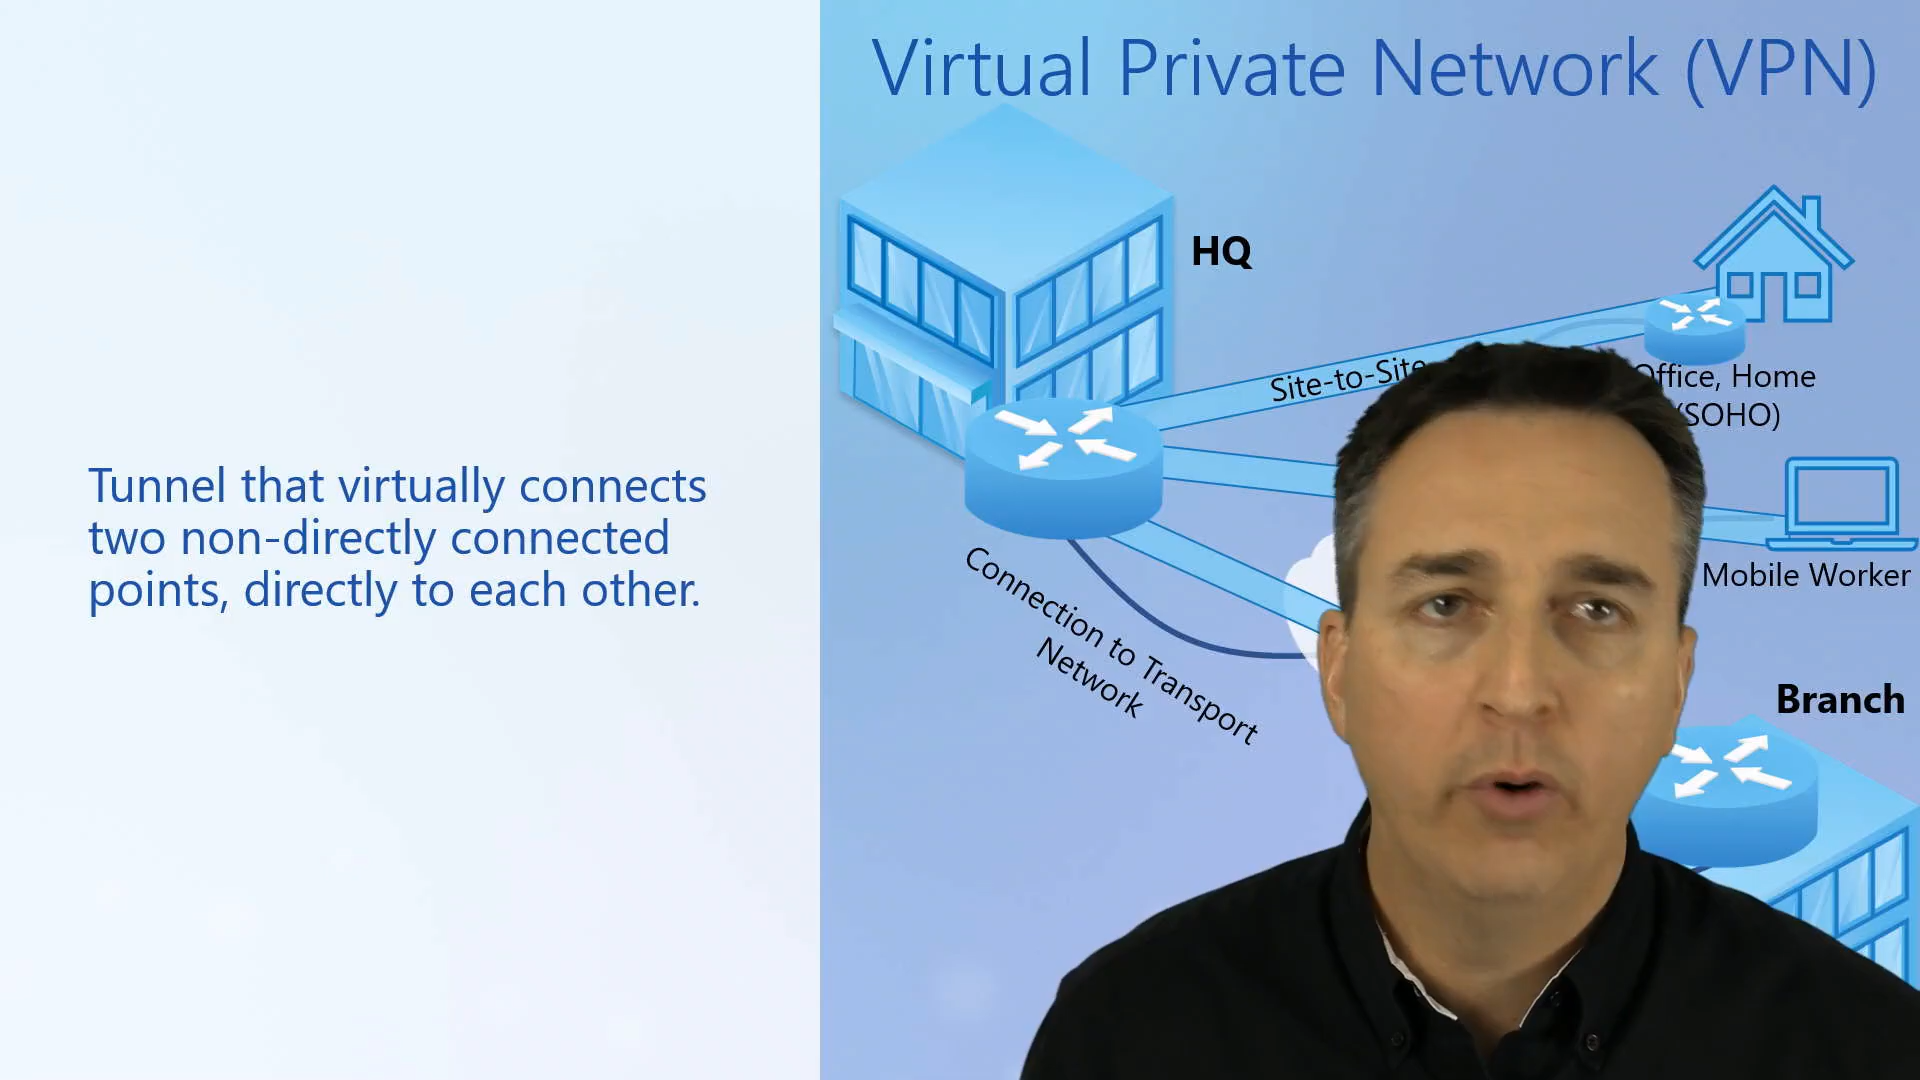 Virtual Private Network (VPN)
HQ
Site-to-Site
Office, Home
(SOHO)
Tunnel that virtually connects
two non-directly connected
points, directly to each other.
Mobile Worker
Connection to Transport
Network
Branch